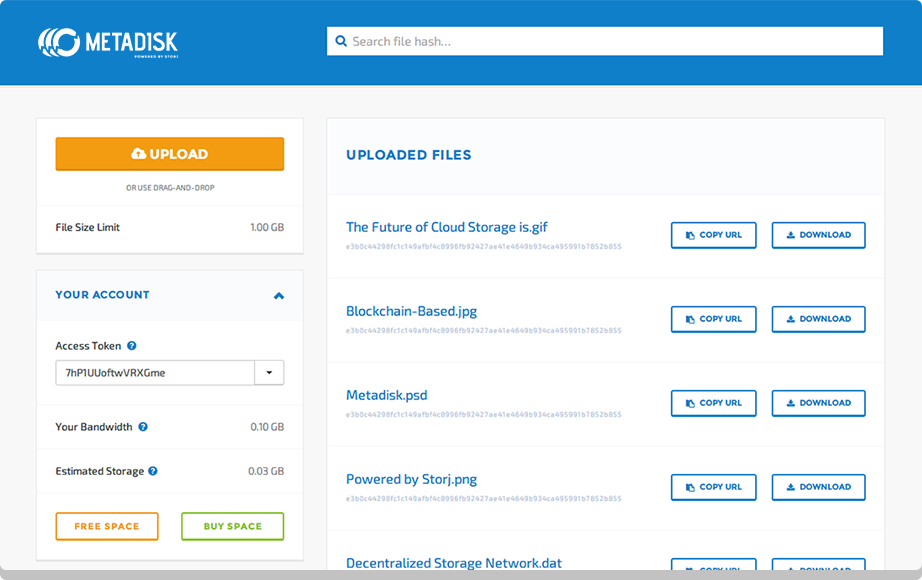 METADISK
POWERED BY STORJ
Search file hash...
UPLOAD
OR USE DRAG-AND-DROP
File Size Limit 1.00 GB
YOUR ACCOUNT
Access Token
7hP1UUoftwVRXGme
Your Bandwidth 0.10 GB
Estimated Storage 0.03 GB
FREE SPACE BUY SPACE
UPLOADED FILES
The Future of Cloud Storage is.gif
e3b0c44298fc1c149afbf4c8996fb92427ae41e4649b934ca495991b7852b855
COPY URL DOWNLOAD
Blockchain-Based.jpg
e3b0c44298fc1c149afbf4c8996fb92427ae41e4649b934ca495991b7852b855
COPY URL DOWNLOAD
Metadisk.psd
e3b0c44298fc1c149afbf4c8996fb92427ae41e4649b934ca495991b7852b855
COPY URL DOWNLOAD
Powered by Storj.png
e3b0c44298fc1c149afbf4c8996fb92427ae41e4649b934ca495991b7852b855
COPY URL DOWNLOAD
Decentralized Storage Network.dat
COPY URL DOWNLOAD